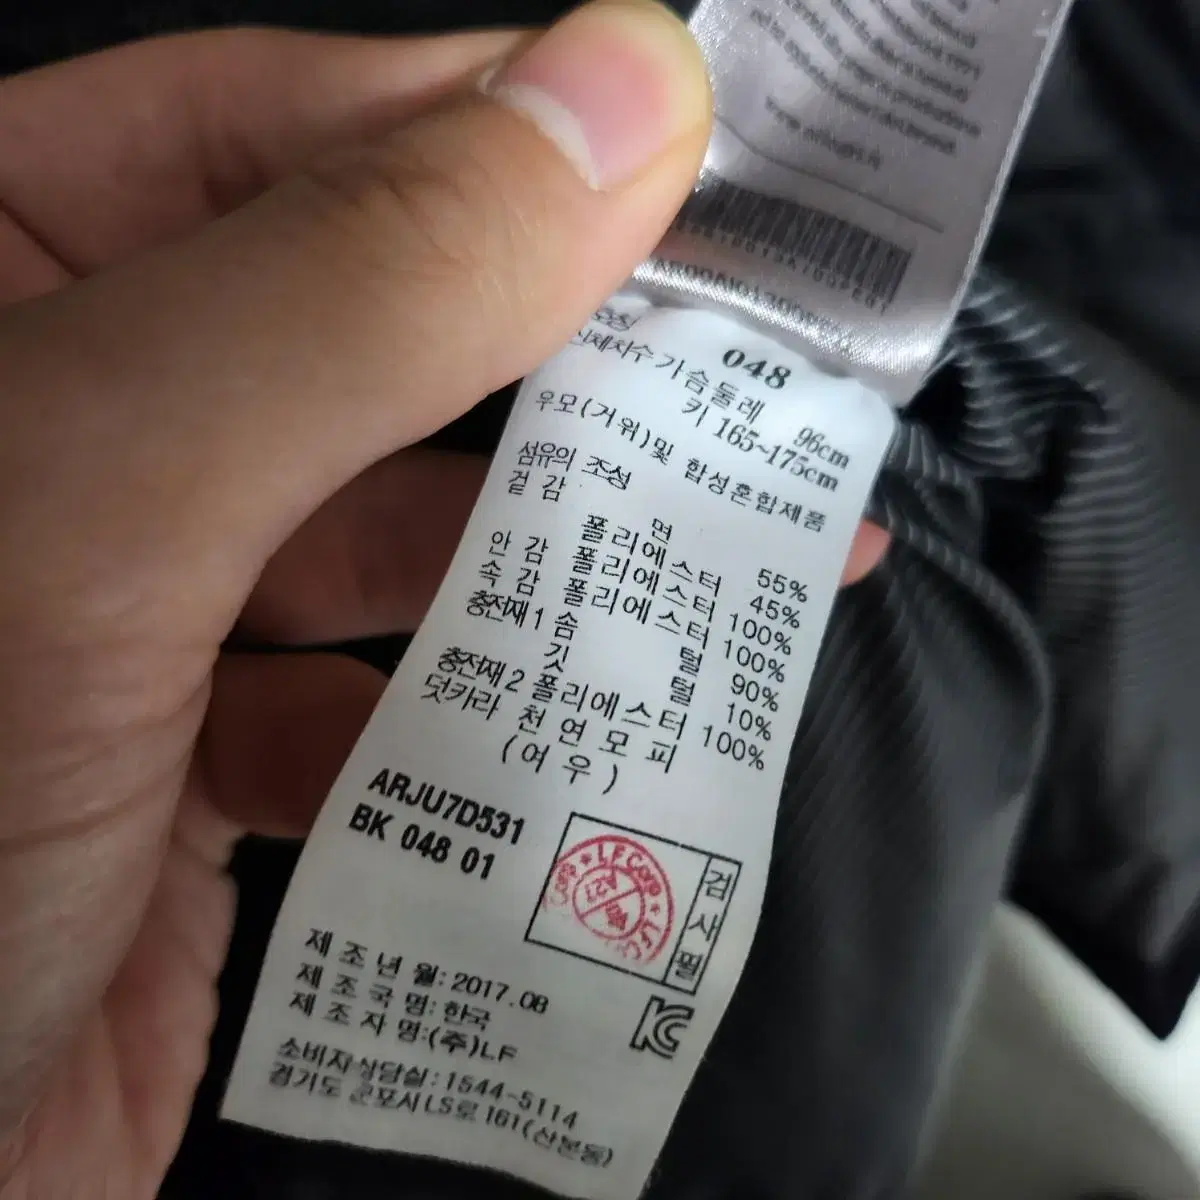 048
신체치수 가슴둘레 96cm
키 165~175cm
우모(거위)및 합성혼합제품
섬유의 조성
겉 감 면 55%
폴리에스터 45%
안 감 폴리에스터 100%
속 감 폴리에스터 100%
충전재1 솜 털 90%
깃 털 10%
충전재2 폴리에스터 100%
덧카라 천연모피
(여우)
ARJU7D531
BK 048 01
LFCare
검사필
제조년월:2017.08
제조국명:한국
제조자명:(주)LF
KC
소비자상담실:1544-5114
경기도 군포시 LS로 161(산본동)